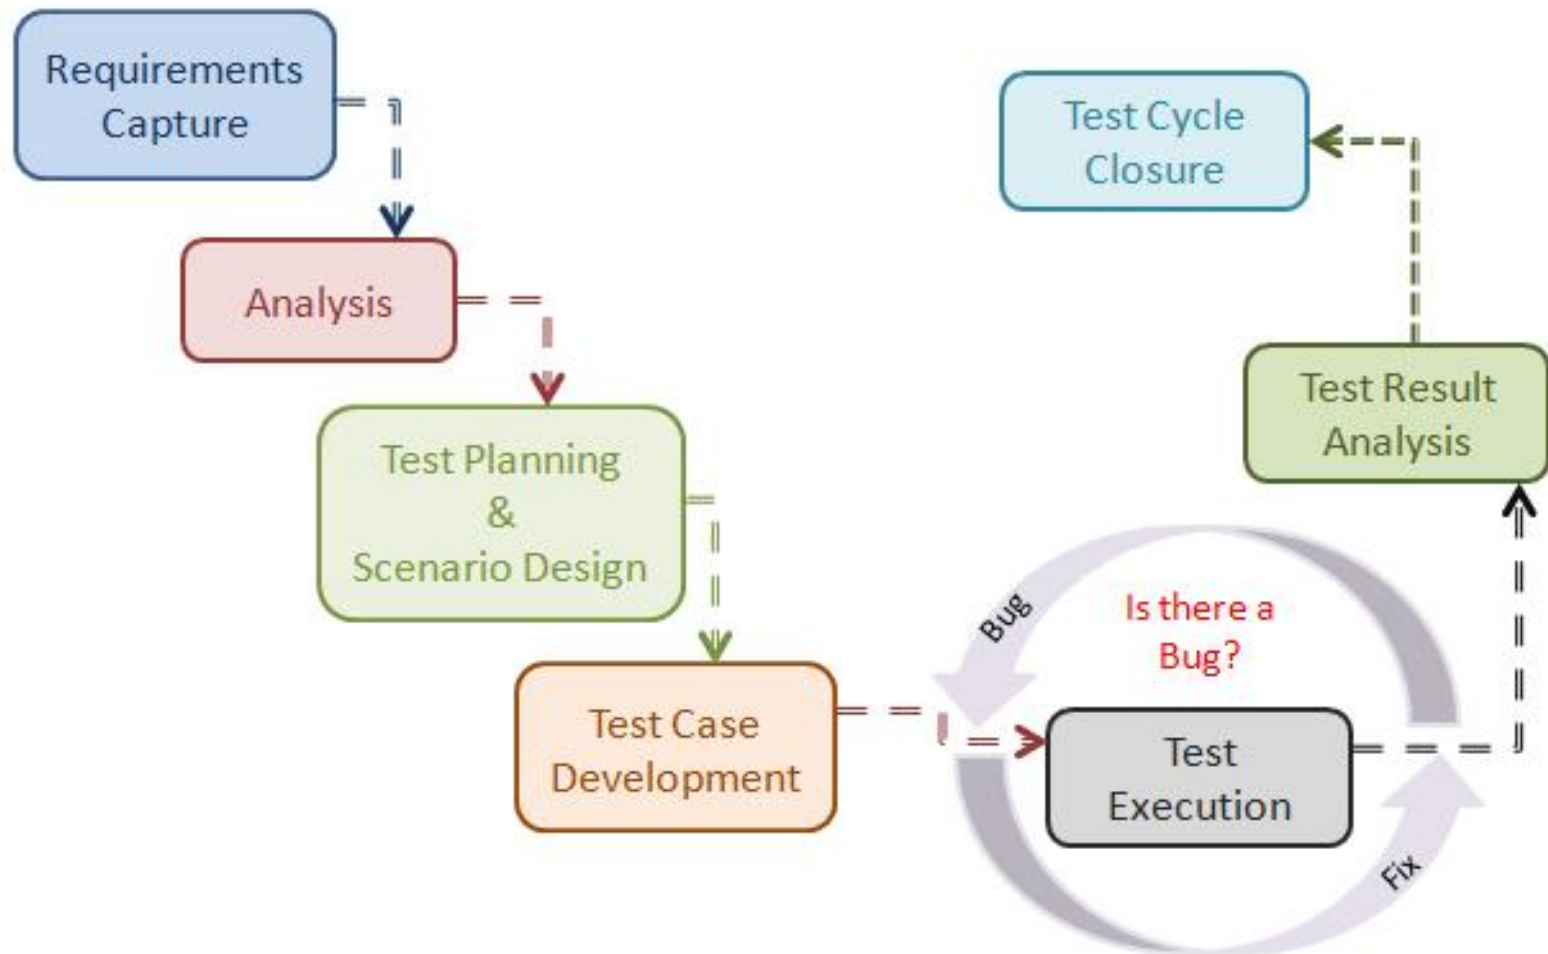 Requirements
Capture
Analysis
Test Planning
&
Scenario Design
Test Case
Development
Bug
Is there a
Bug?
Test
Execution
Fix
Test Result
Analysis
Test Cycle
Closure